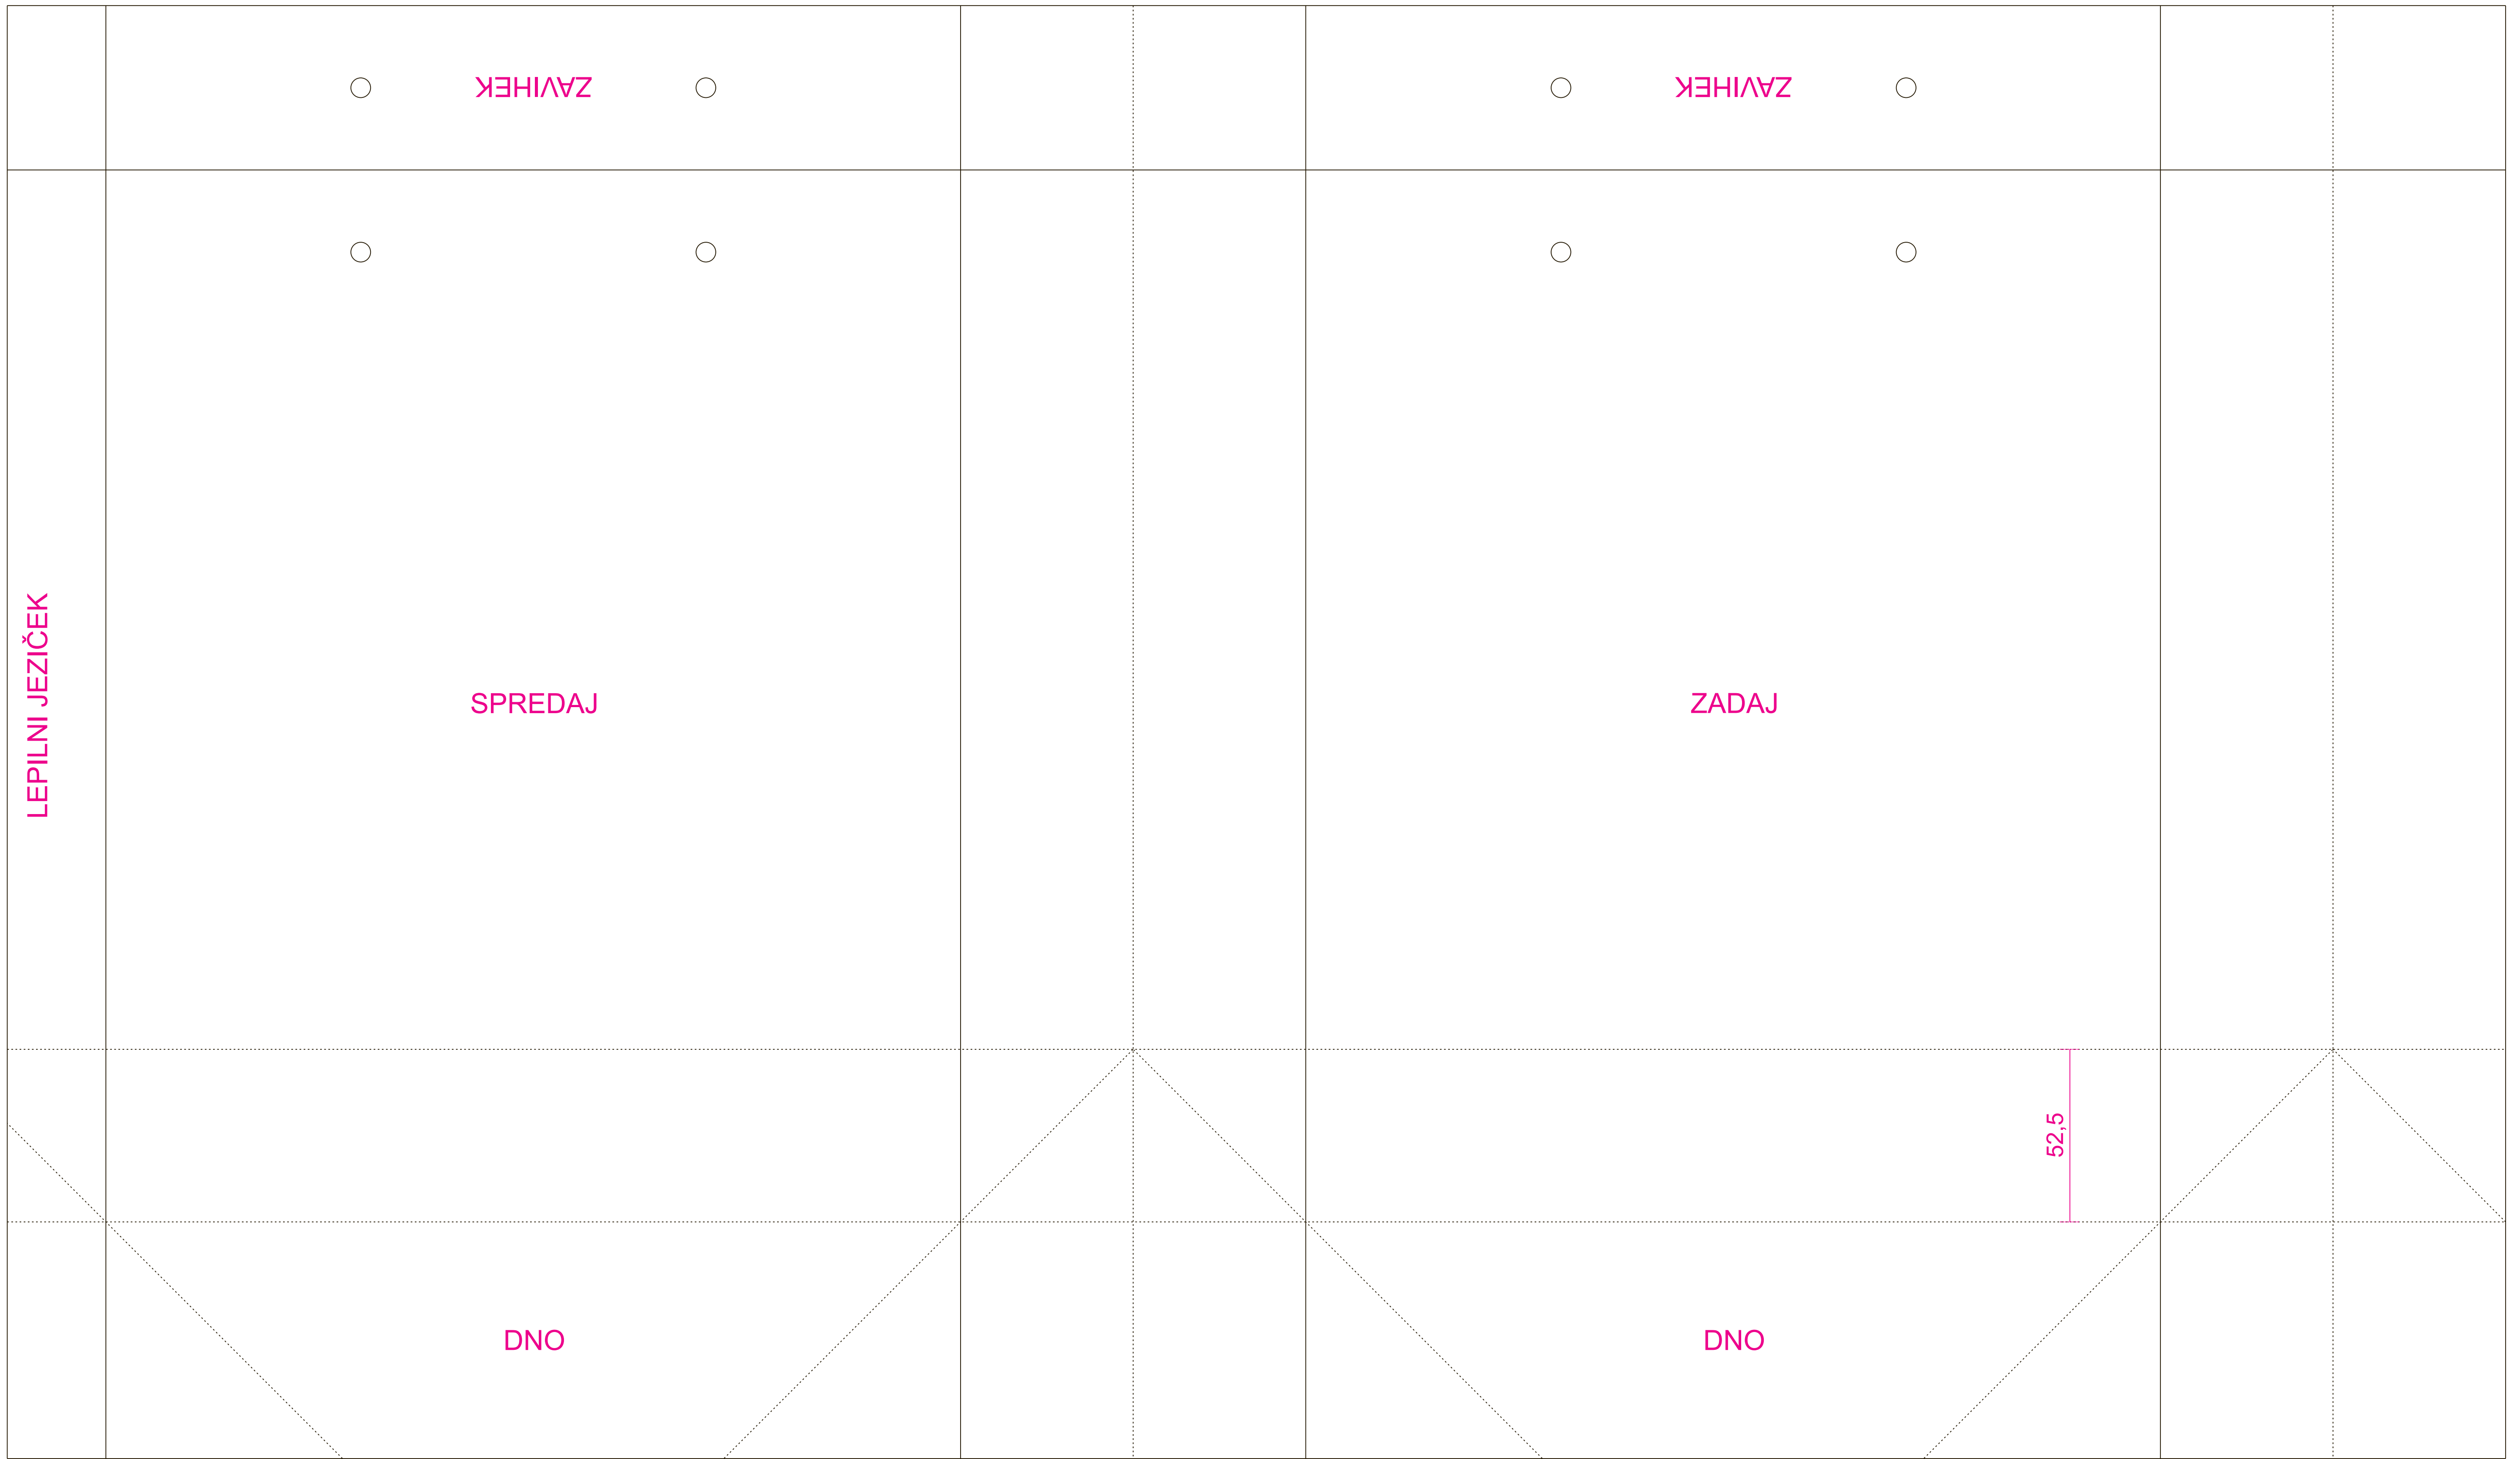 ZAVIHEK
ZAVIHEK
LEPILNI JEZIČEK
SPREDAJ
ZADAJ
52,5
DNO
DNO